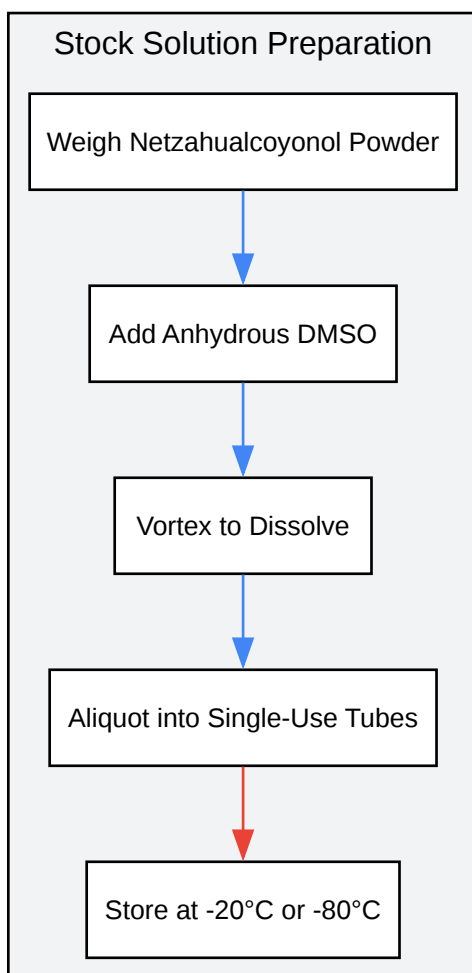 Stock Solution Preparation
Weigh Netzahualcoyonol Powder
Add Anhydrous DMSO
Vortex to Dissolve
Aliquot into Single-Use Tubes
Store at -20°C or -80°C